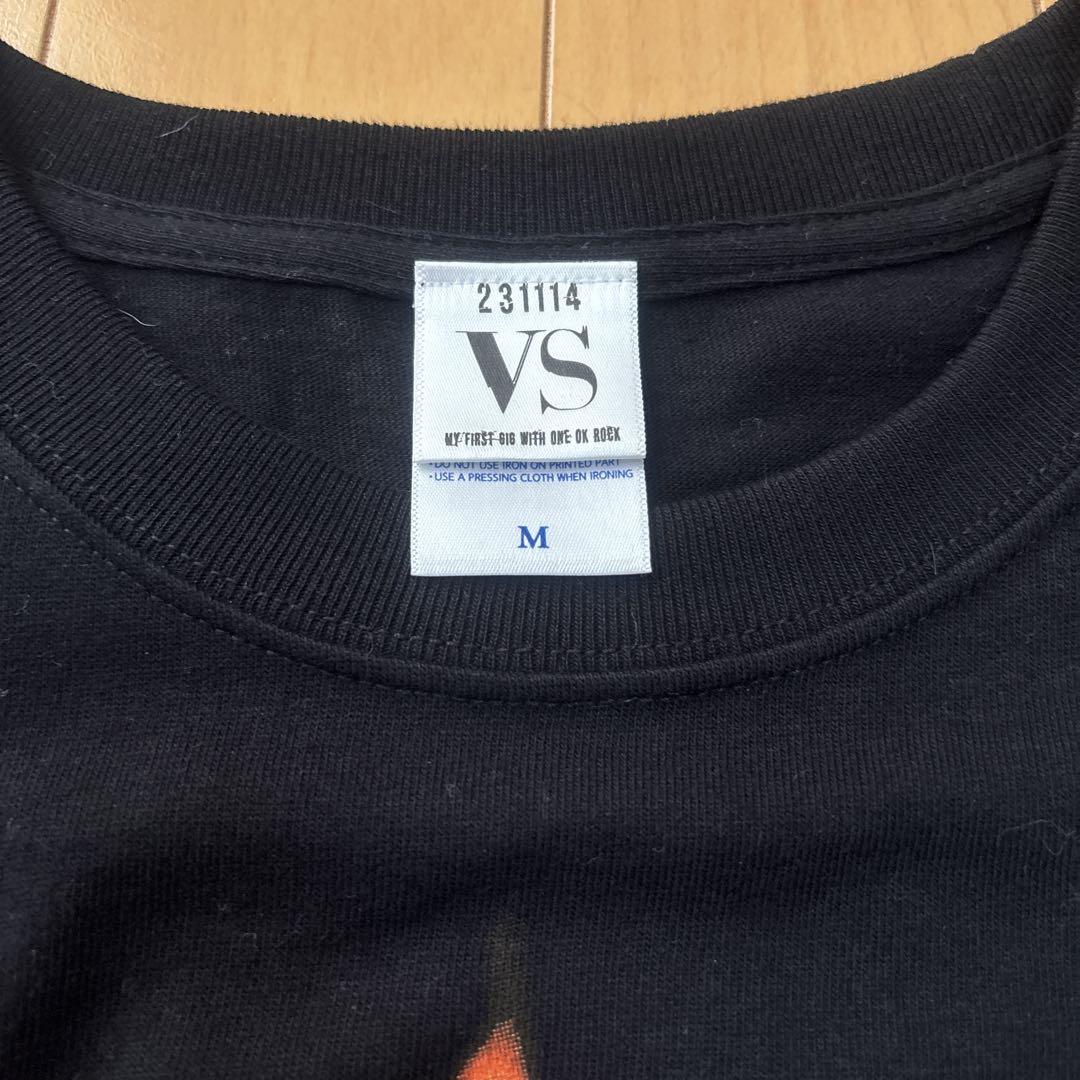 231114
VS
MY FIRST GIG WITH ONE OK ROCK
・DO NOT USE IRON ON PRINTED PART
・USE A PRESSING CLOTH WHEN IRONING
M